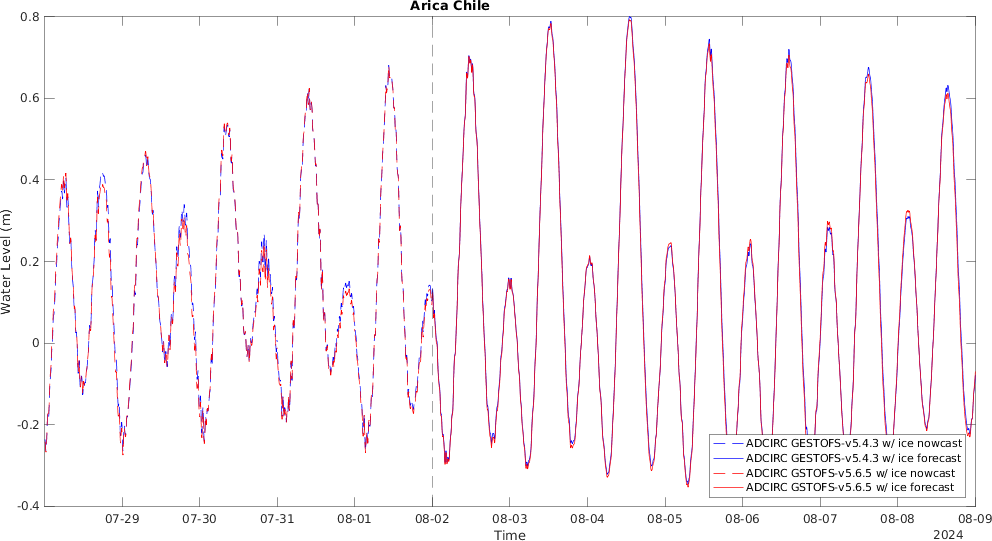 Arica Chile
Water Level (m)
0.8
0.6
0.4
0.2
0
-0.2
-0.4
ADCIRC GESTOFS-v5.4.3 w/ ice nowcast
ADCIRC GESTOFS-v5.4.3 w/ ice forecast
ADCIRC GSTOFS-v5.6.5 w/ ice nowcast
ADCIRC GSTOFS-v5.6.5 w/ ice forecast
07-29 07-30 07-31 08-01 08-02 08-03 08-04 08-05 08-06 08-07 08-08 08-09
Time
2024